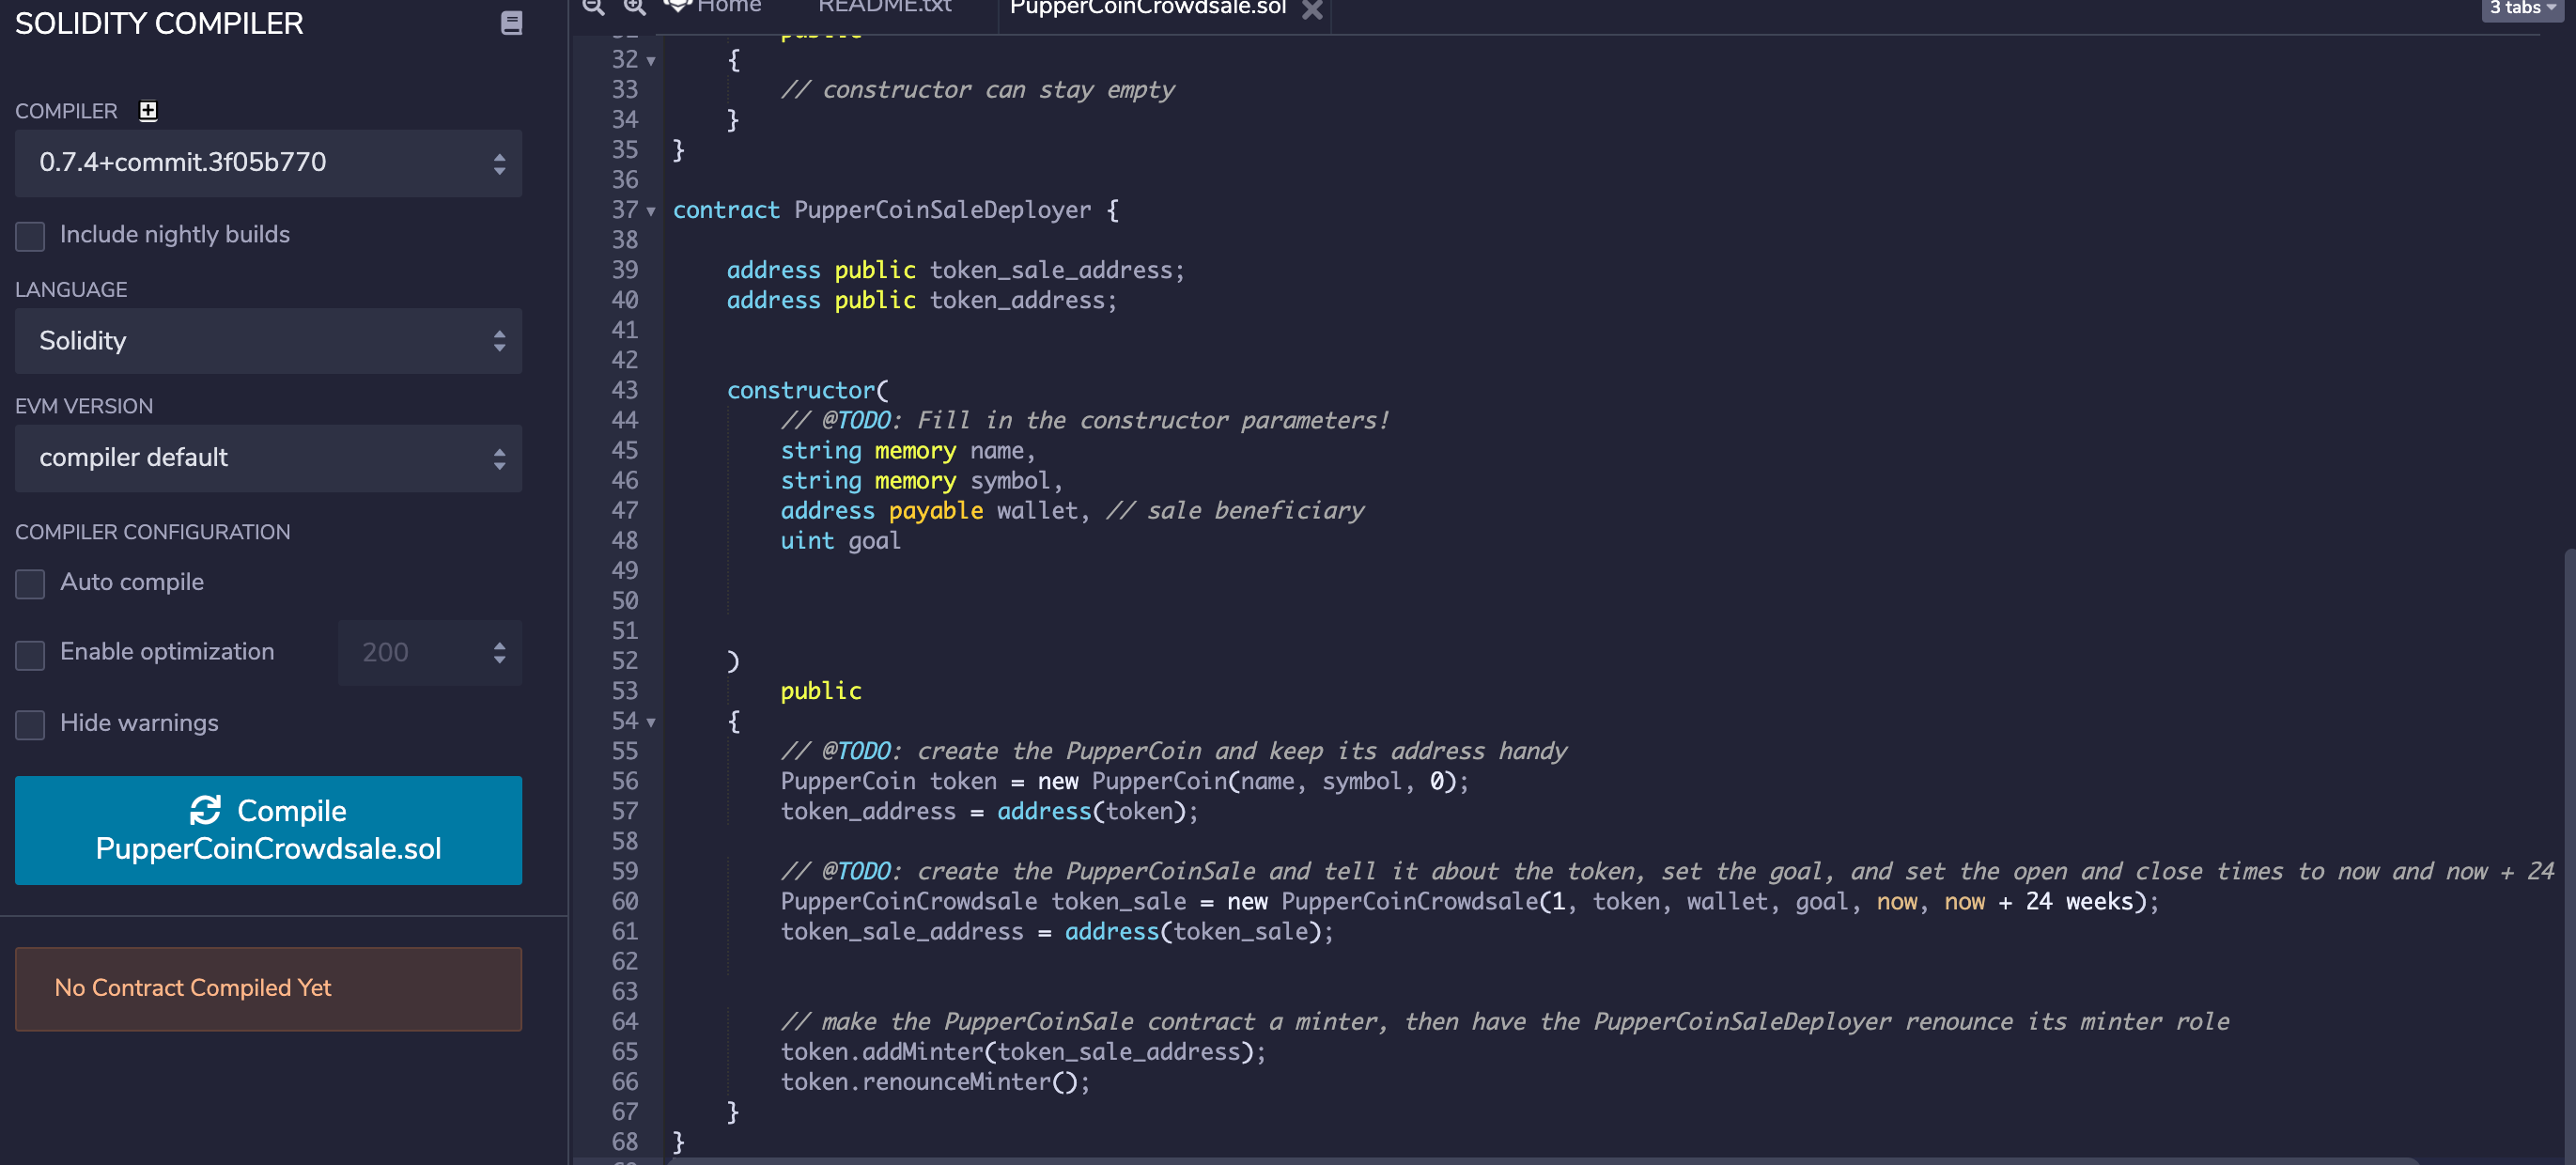 SOLIDITY COMPILER
COMPILER
0.7.4+commit.3f05b770
Include nightly builds
LANGUAGE
Solidity
EVM VERSION
compiler default
COMPILER CONFIGURATION
Auto compile
Enable optimization 200
Hide warnings
Compile
PupperCoinCrowdsale.sol
No Contract Compiled Yet
Home README.txt PupperCoinCrowdsale.sol 3 tabs
31 public
32 {
33 // constructor can stay empty
34 }
35 }
36
37 contract PupperCoinSaleDeployer {
38
39 address public token_sale_address;
40 address public token_address;
41
42
43 constructor(
44 // @TODO: Fill in the constructor parameters!
45 string memory name,
46 string memory symbol,
47 address payable wallet, // sale beneficiary
48 uint goal
49
50
51
52 )
53 public
54 {
55 // @TODO: create the PupperCoin and keep its address handy
56 PupperCoin token = new PupperCoin(name, symbol, 0);
57 token_address = address(token);
58
59 // @TODO: create the PupperCoinSale and tell it about the token, set the goal, and set the open and close times to now and now + 24
60 PupperCoinCrowdsale token_sale = new PupperCoinCrowdsale(1, token, wallet, goal, now, now + 24 weeks);
61 token_sale_address = address(token_sale);
62
63
64 // make the PupperCoinSale contract a minter, then have the PupperCoinSaleDeployer renounce its minter role
65 token.addMinter(token_sale_address);
66 token.renounceMinter();
67 }
68 }